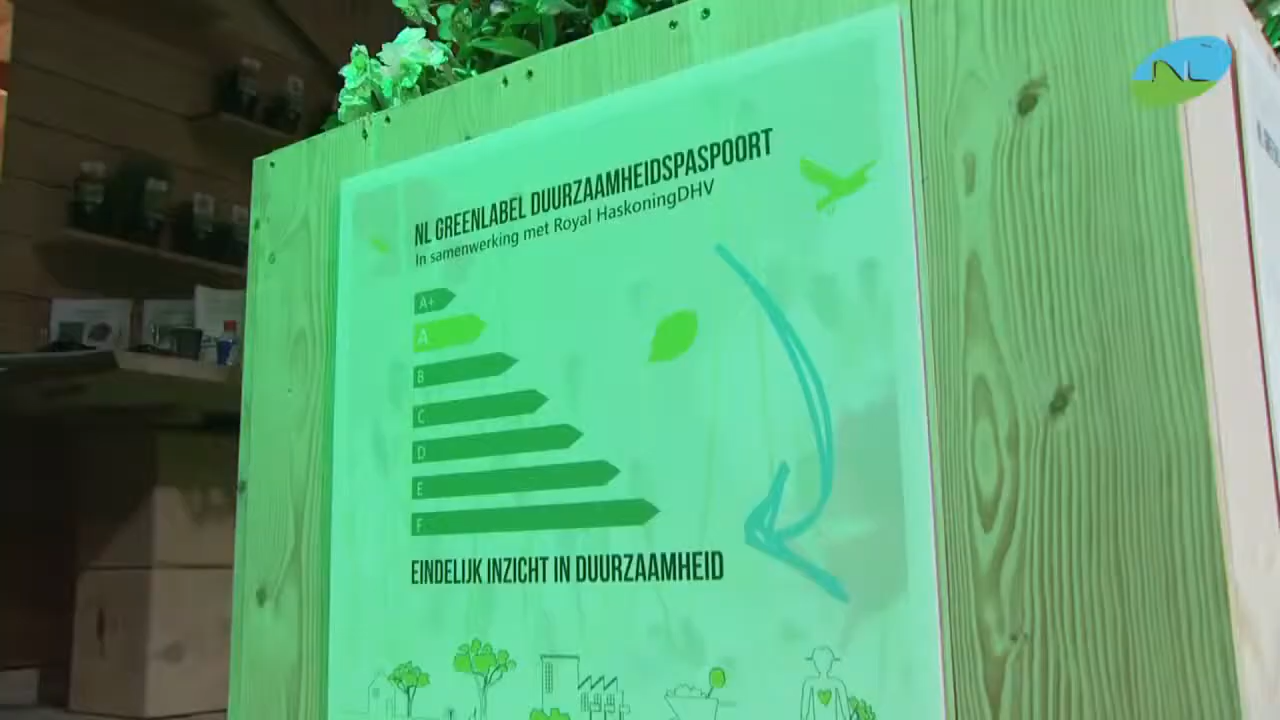 NL
NL GREENLABEL DUURZAAMHEIDSPASPOORT
In samenwerking met Royal HaskoningDHV
A+
A
B
C
D
E
F
EINDELIJK INZICHT IN DUURZAAMHEID